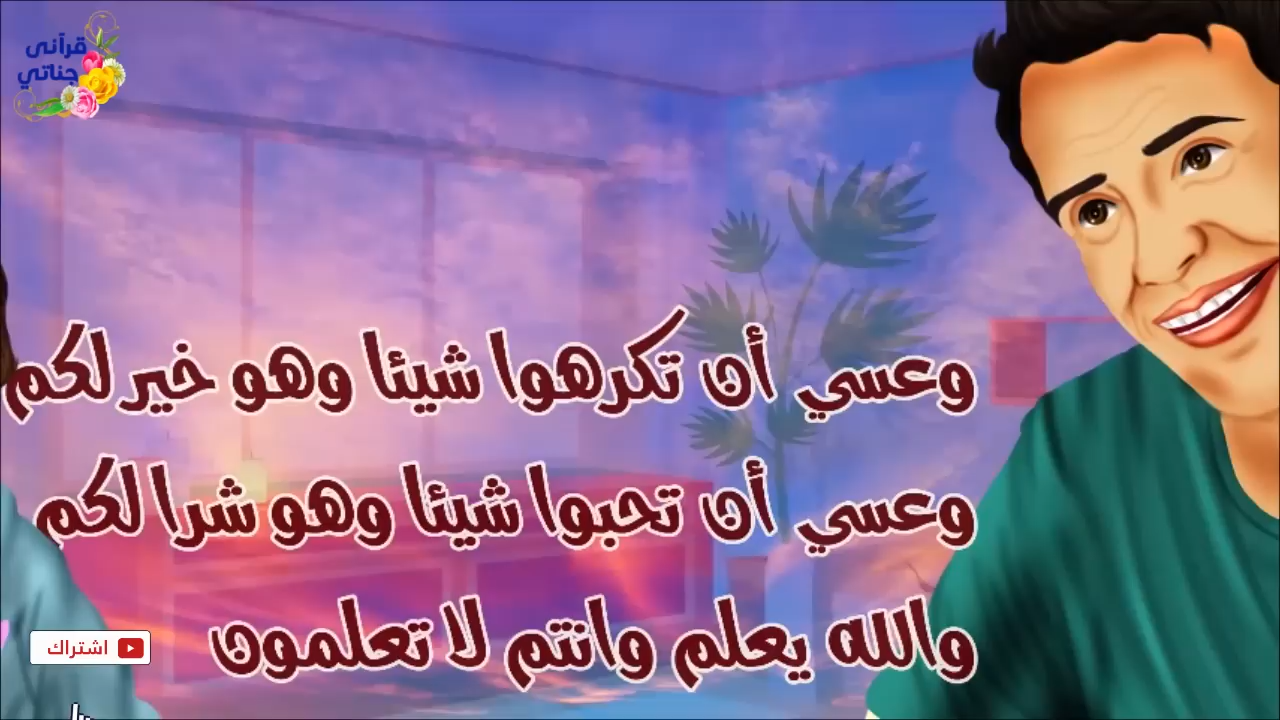 قرآنى
جناتي
وعسي أن تكرهوا شيئا وهو خير لكم
وعسي أن تحبوا شيئا وهو شرا لكم
والله يعلم وانتم لا تعلمون
اشتراك